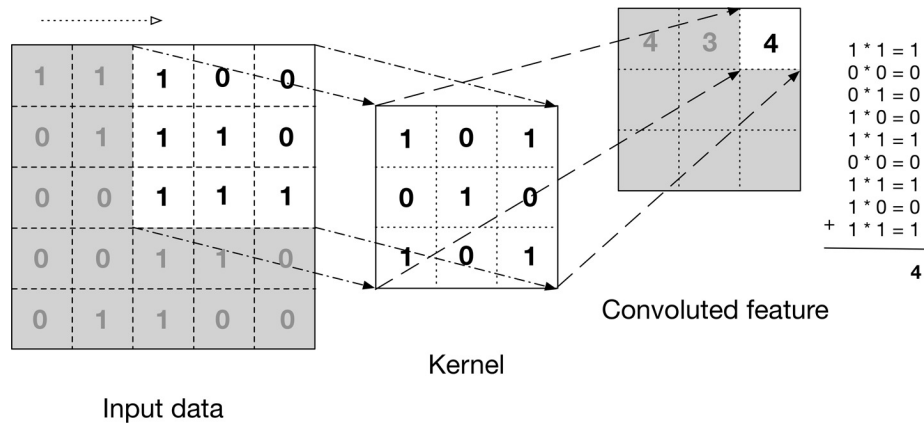 1 1 1 0 0
0 1 1 1 0
0 0 1 1 1
0 0 1 1 0
0 1 1 0 0
Input data
1 0 1
0 1 0
1 0 1
Kernel
4 3 4
Convoluted feature
1 * 1 = 1
0 * 0 = 0
0 * 1 = 0
1 * 0 = 0
1 * 1 = 1
0 * 0 = 0
1 * 1 = 1
1 * 0 = 0
+ 1 * 1 = 1
4